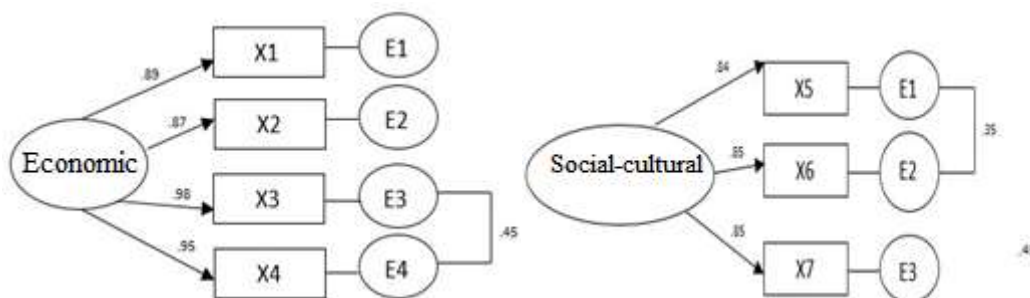 X1 E1
.89
.87
X2 E2
Economic
.98
X3 E3
.45
.95
X4 E4
.84
X5 E1
.35
Social-cultural
.85
X6 E2
.85
X7 E3